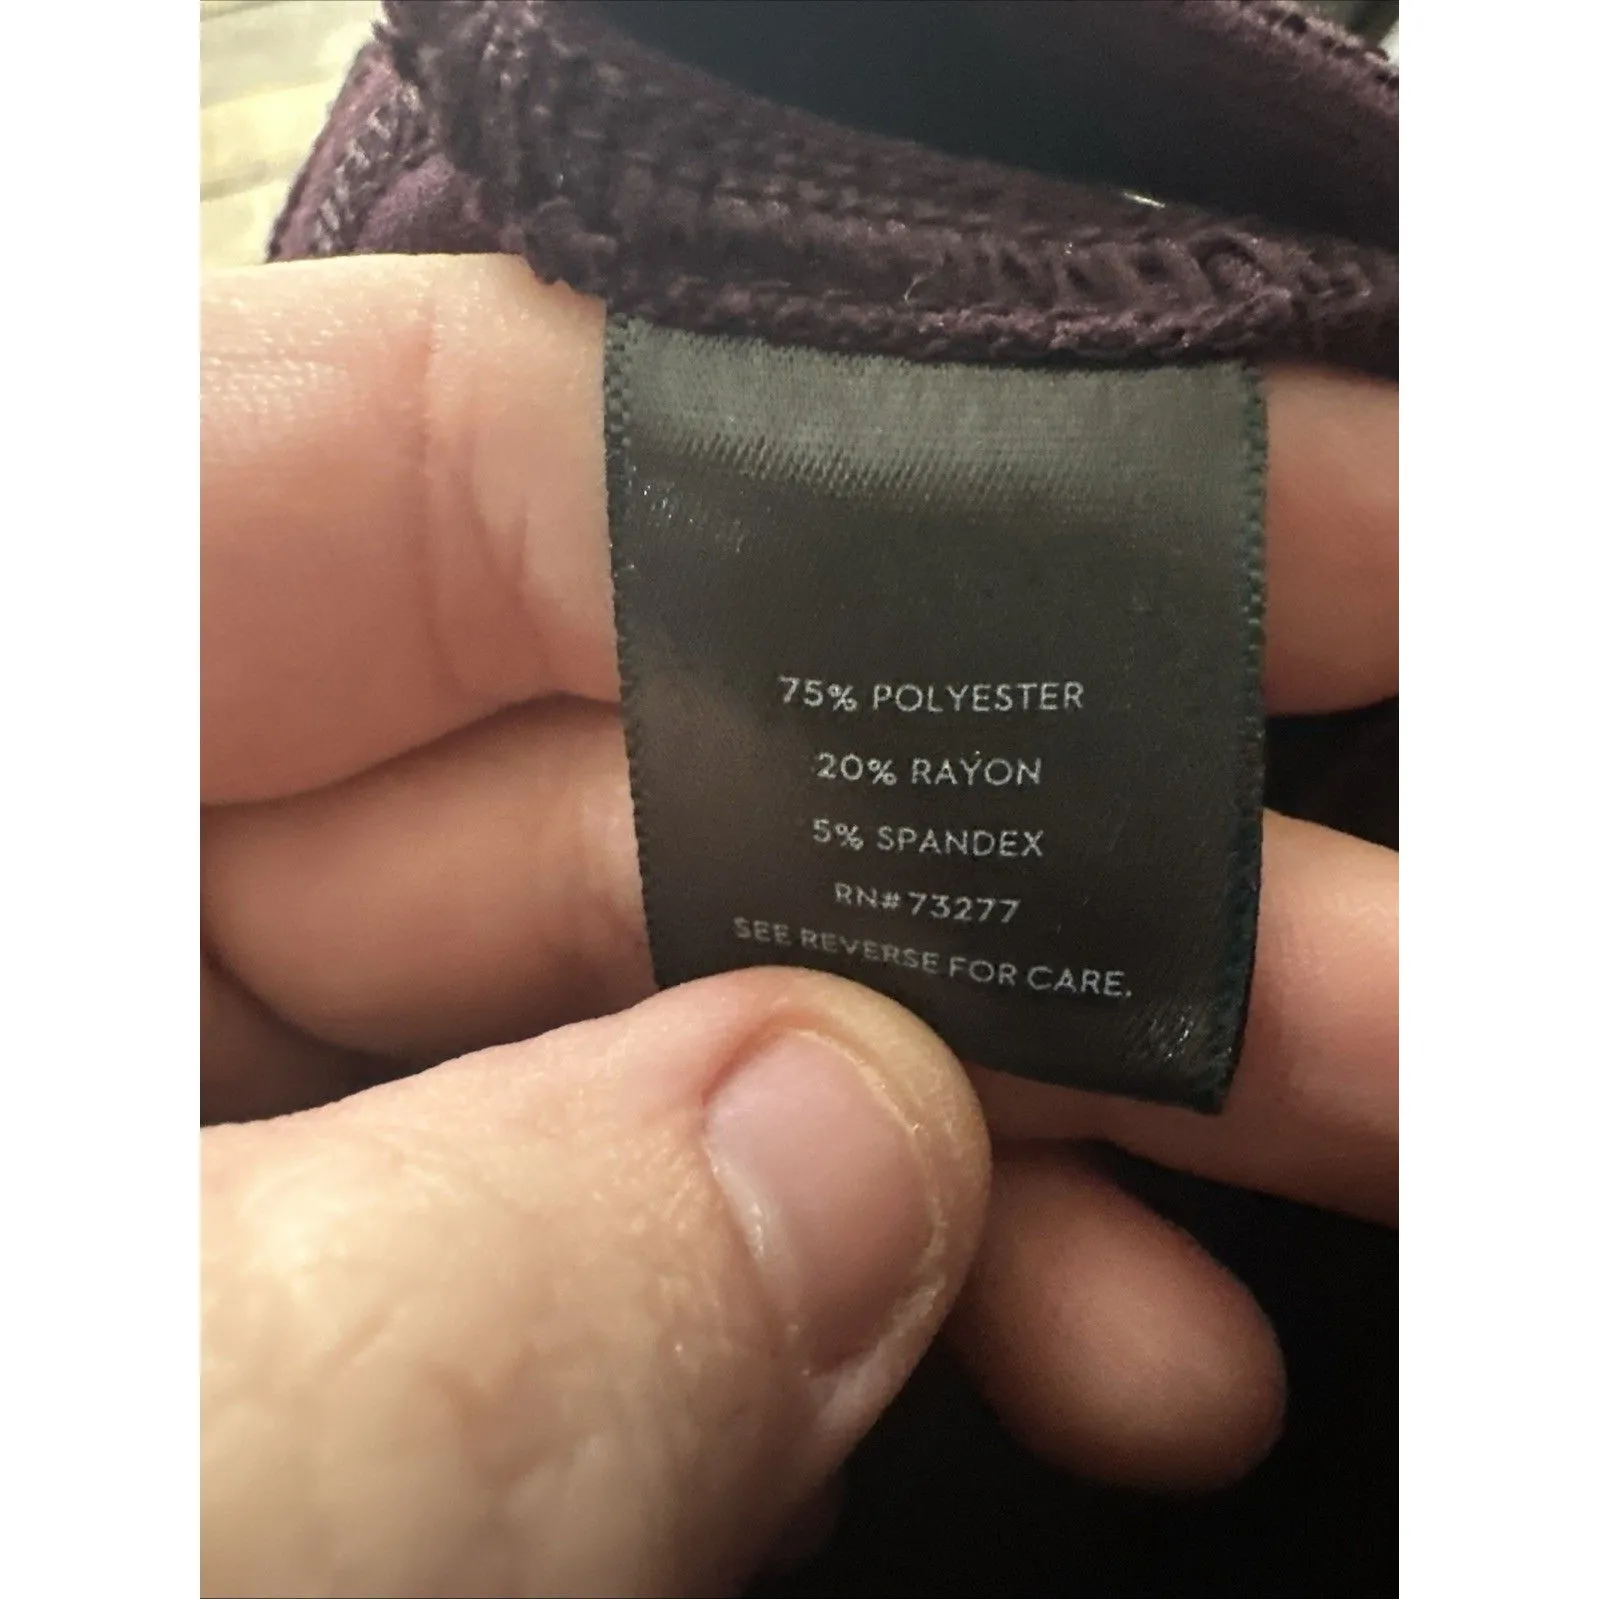 75% POLYESTER
20% RAYON
5% SPANDEX
RN# 73277
SEE REVERSE FOR CARE.